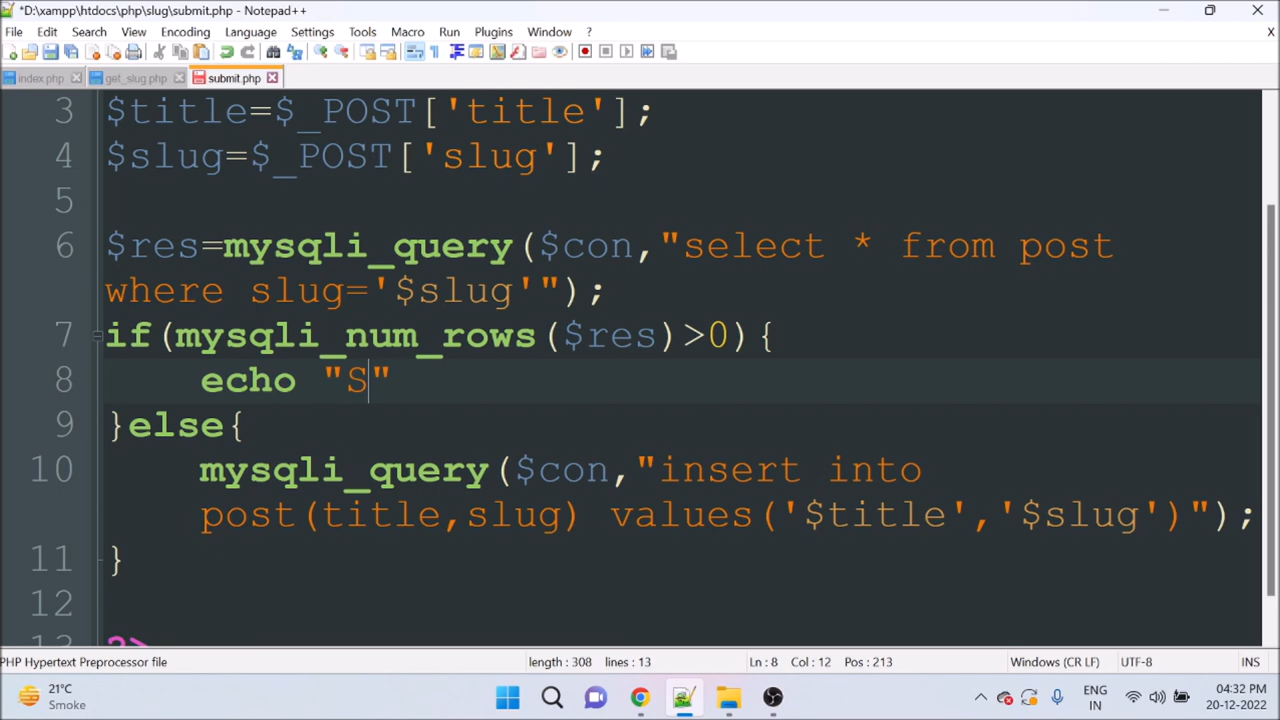 *D:\xampp\htdocs\php\slug\submit.php - Notepad++
File Edit Search View Encoding Language Settings Tools Macro Run Plugins Window ? X
index.php get_slug.php submit.php
3 $title=$_POST['title'];
4 $slug=$_POST['slug'];
5
6 $res=mysqli_query($con,"select * from post
where slug='$slug'");
7 if(mysqli_num_rows($res)>0){
8 echo "S"
9 }else{
10 mysqli_query($con,"insert into
post(title,slug) values('$title','$slug')");
11 }
12
13 ?>
PHP Hypertext Preprocessor file length : 308 lines : 13 Ln : 8 Col : 12 Pos : 213 Windows (CR LF) UTF-8 INS
21°C
Smoke
ENG
IN
04:32 PM
20-12-2022